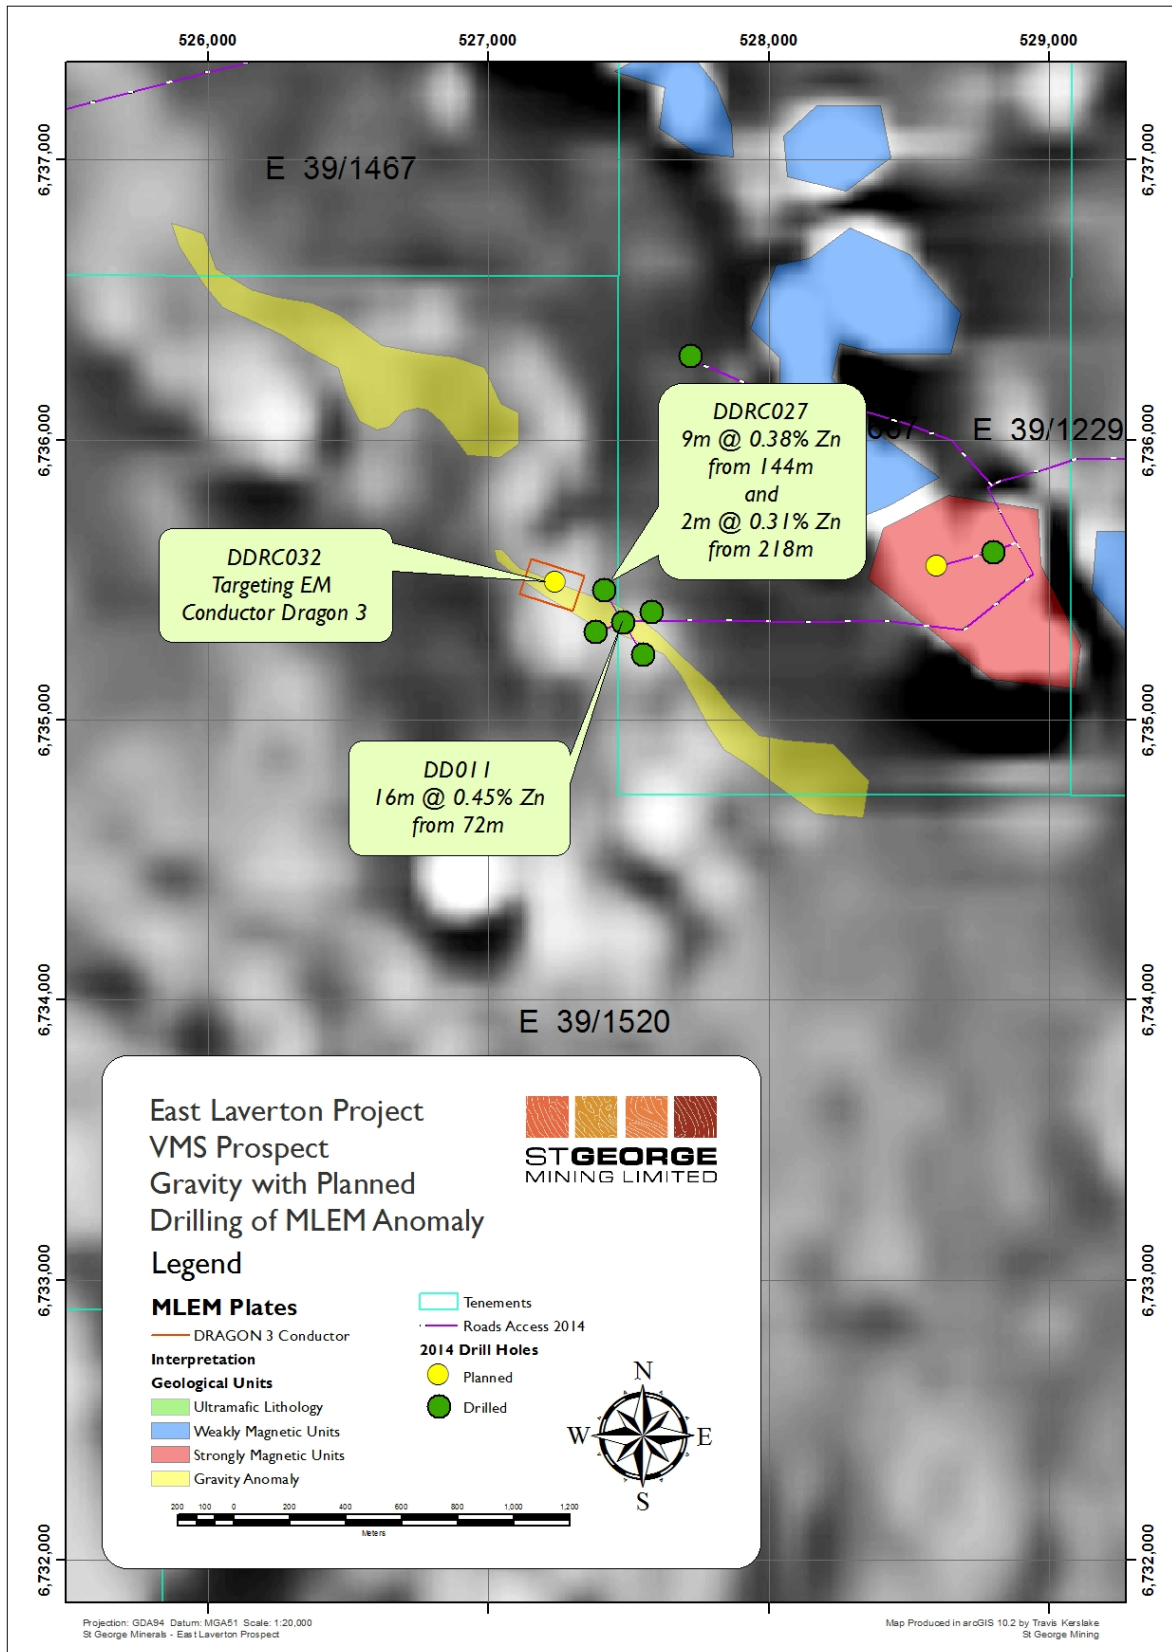 526,000
527,000
528,000
529,000
6,737,000
6,737,000
E 39/1467
DDRC027
9m @ 0.38% Zn
from 144m
and
2m @ 0.31% Zn
from 218m
E 39/1229
6,736,000
6,736,000
DDRC032
Targeting EM
Conductor Dragon 3
6,735,000
6,735,000
DD011
16m @ 0.45% Zn
from 72m
6,734,000
6,734,000
E 39/1520
East Laverton Project
VMS Prospect
Gravity with Planned
Drilling of MLEM Anomaly
STGEORGE
MINING LIMITED
Legend
MLEM Plates
DRAGON 3 Conductor
Interpretation
Geological Units
Ultramafic Lithology
Weakly Magnetic Units
Strongly Magnetic Units
Gravity Anomaly
Tenements
Roads Access 2014
2014 Drill Holes
Planned
Drilled
N
W E
S
200 100 0 200 400 600 800 1,000 1,200
Meters
6,733,000
6,733,000
6,732,000
6,732,000
Projection: GDA94 Datum: MGA51 Scale: 1:20,000
St George Minerals - East Laverton Prospect
Map Produced in arcGIS 10.2 by Travis Kerslake
St George Mining